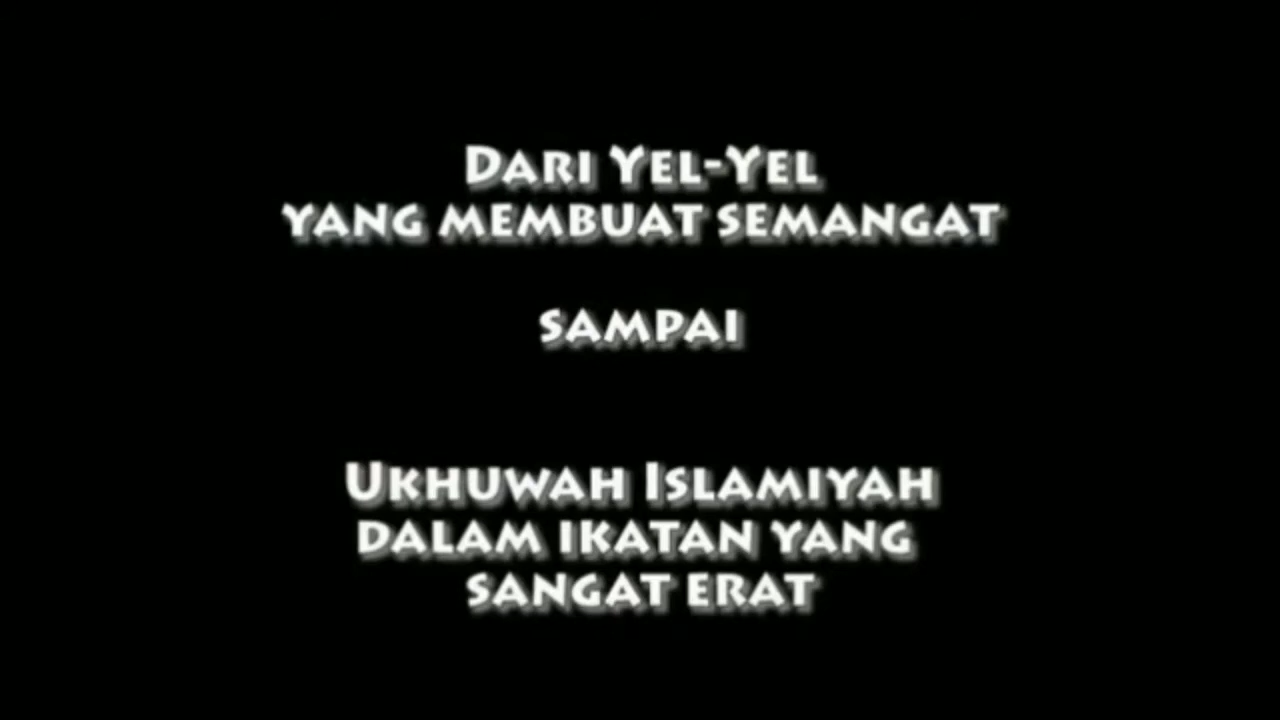 Dari Yel-Yel
yang membuat semangat
sampai
Ukhuwah Islamiyah
dalam ikatan yang
sangat erat